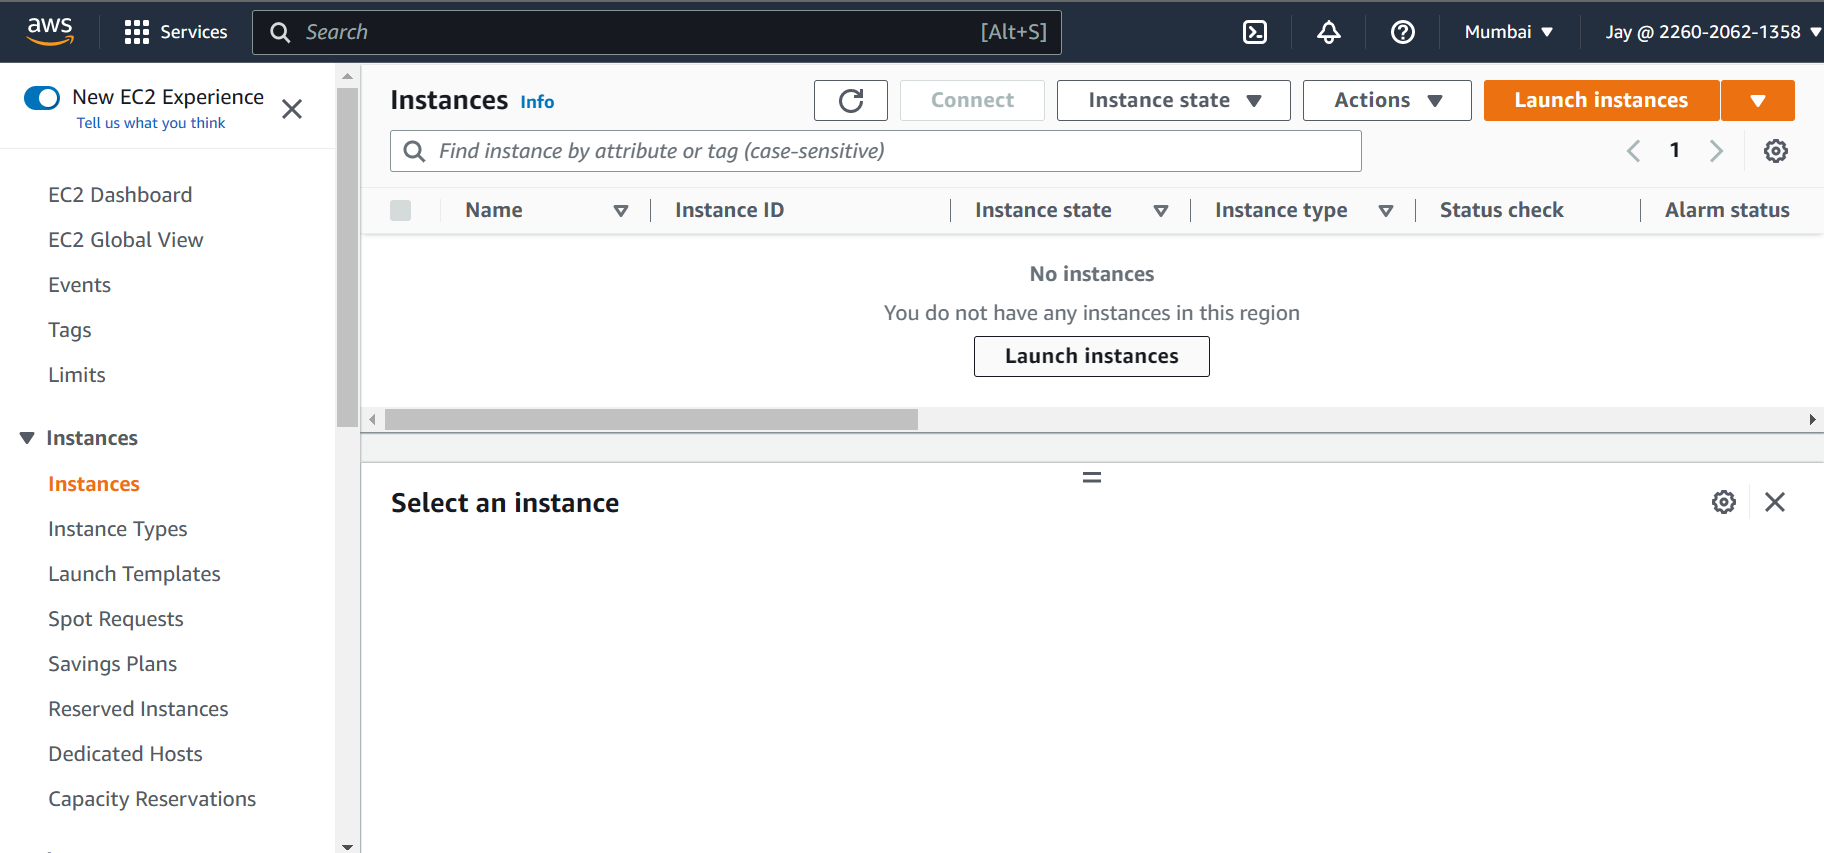 aws Services Search [Alt+S] Mumbai Jay @ 2260-2062-1358
New EC2 Experience
Tell us what you think
EC2 Dashboard
EC2 Global View
Events
Tags
Limits
Instances
Instances
Instance Types
Launch Templates
Spot Requests
Savings Plans
Reserved Instances
Dedicated Hosts
Capacity Reservations
Instances Info Connect Instance state Actions Launch instances
Find instance by attribute or tag (case-sensitive) 1
Name Instance ID Instance state Instance type Status check Alarm status
No instances
You do not have any instances in this region
Launch instances
Select an instance